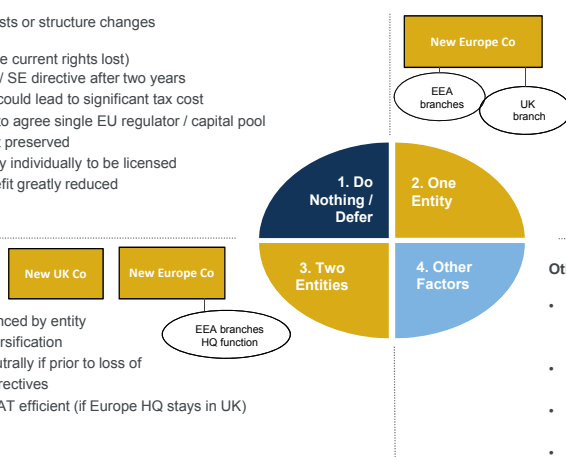 sts or structure changes
e current rights lost)
/ SE directive after two years
could lead to significant tax cost
to agree single EU regulator / capital pool
t preserved
y individually to be licensed
efit greatly reduced
New Europe Co
EEA
branches
UK
branch
1. Do
Nothing /
Defer
2. One
Entity
3. Two
Entities
4. Other
Factors
New UK Co
New Europe Co
EEA branches
HQ function
nced by entity
rsification
utrally if prior to loss of
rectives
AT efficient (if Europe HQ stays in UK)
Ot
•
•
•
•